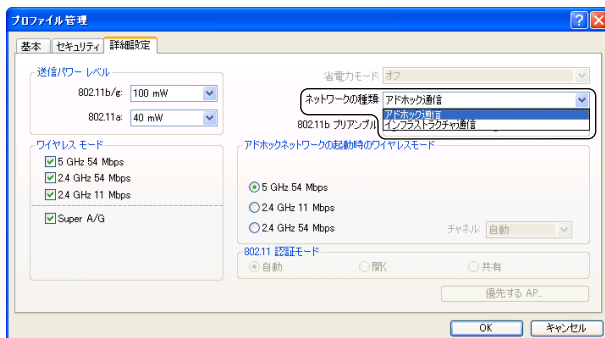 プロファイル管理
基本 セキュリティ 詳細設定
送信パワー レベル
802.11b/g: 100 mW
802.11a: 40 mW
省電力モード: オフ
ネットワークの種類: アドホック通信
アドホック通信
インフラストラクチャ通信
802.11b プリアンブル
ワイヤレス モード
5 GHz 54 Mbps
2.4 GHz 54 Mbps
2.4 GHz 11 Mbps
Super A/G
アドホックネットワークの起動時のワイヤレスモード
5 GHz 54 Mbps
2.4 GHz 11 Mbps
2.4 GHz 54 Mbps
チャネル: 自動
802.11 認証モード
自動 開く 共有
優先する AP...
OK キャンセル